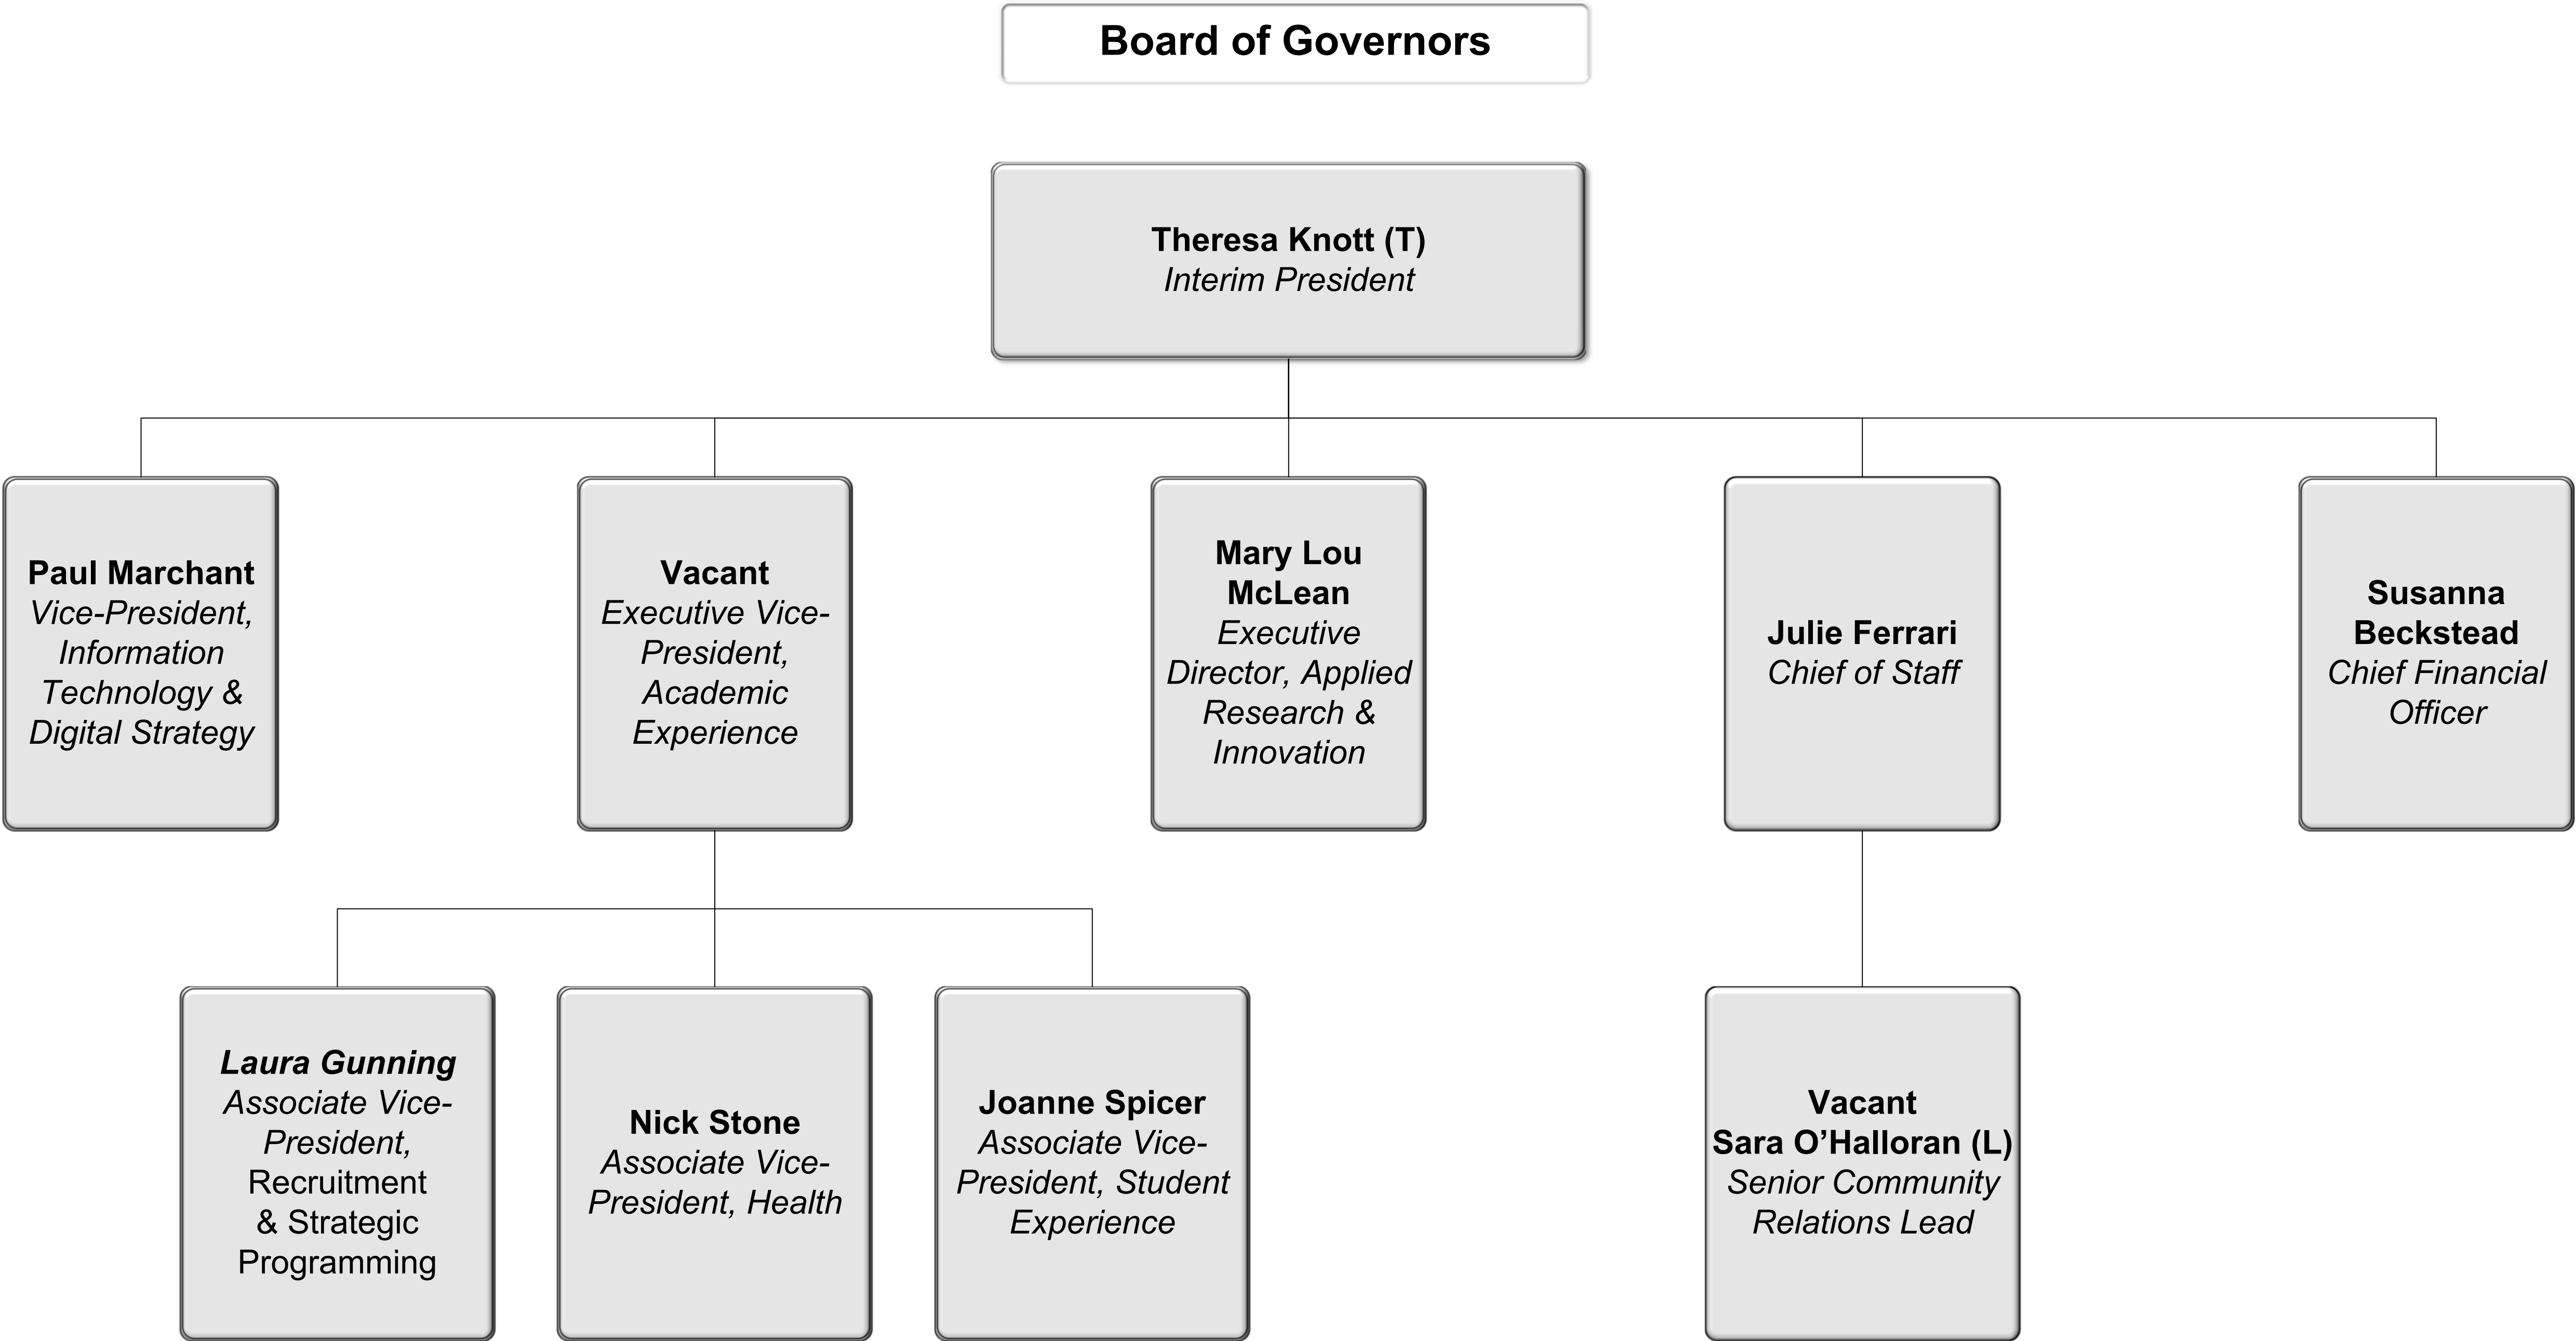 Board of Governors
Theresa Knott (T)
Interim President
Paul Marchant
Vice-President,
Information
Technology &
Digital Strategy
Vacant
Executive Vice-
President,
Academic
Experience
Mary Lou
McLean
Executive
Director, Applied
Research &
Innovation
Julie Ferrari
Chief of Staff
Susanna
Beckstead
Chief Financial
Officer
Laura Gunning
Associate Vice-
President,
Recruitment
& Strategic
Programming
Nick Stone
Associate Vice-
President, Health
Joanne Spicer
Associate Vice-
President, Student
Experience
Vacant
Sara O’Halloran (L)
Senior Community
Relations Lead